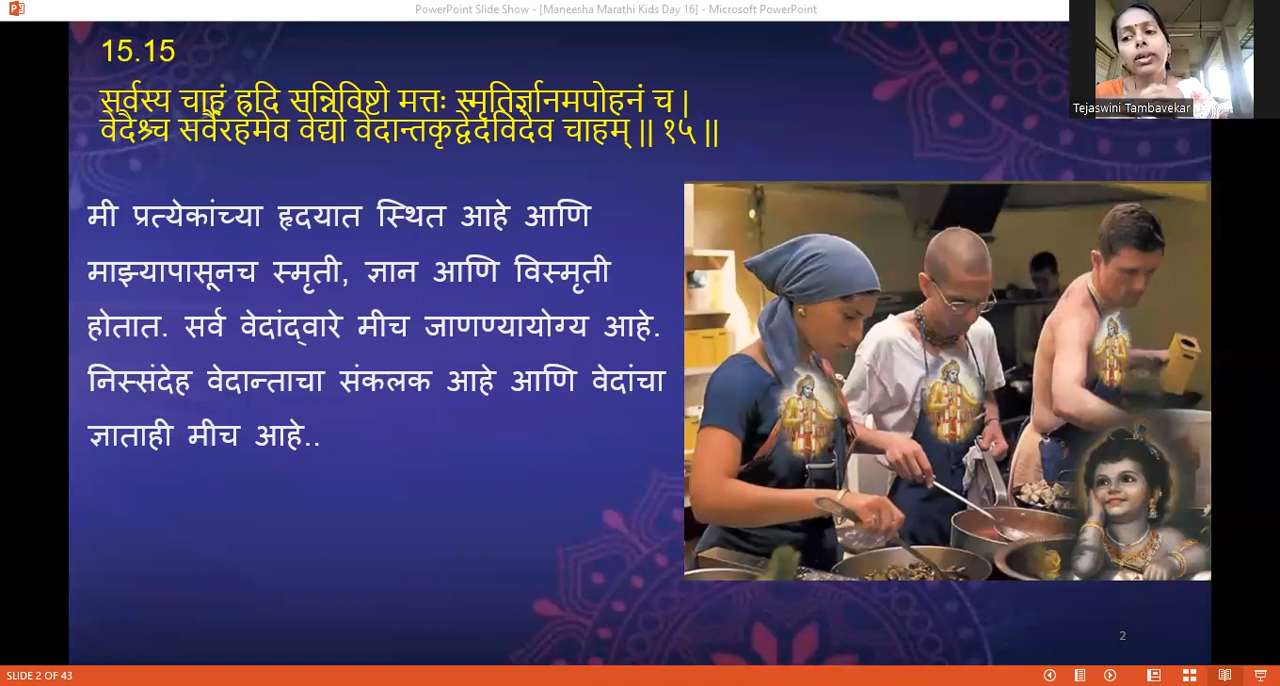 PowerPoint Slide Show - [Maneesha Marathi Kids Day 16] - Microsoft PowerPoint
Tejaswini Tambavekar
15.15
सर्वस्य चाहं ह्रदि सन्निविष्टो मत्तः स्मृतिर्ज्ञानमपोहनं च |
वेदैश्र्च सर्वैरहमेव वेद्यो वेदान्तकृद्वेदविदेव चाहम् || १५ ||
मी प्रत्येकांच्या हृदयात स्थित आहे आणि
माझ्यापासूनच स्मृती, ज्ञान आणि विस्मृती
होतात. सर्व वेदांद्वारे मीच जाणण्यायोग्य आहे.
निस्संदेह वेदान्ताचा संकलक आहे आणि वेदांचा
ज्ञाताही मीच आहे..
2
SLIDE 2 OF 43